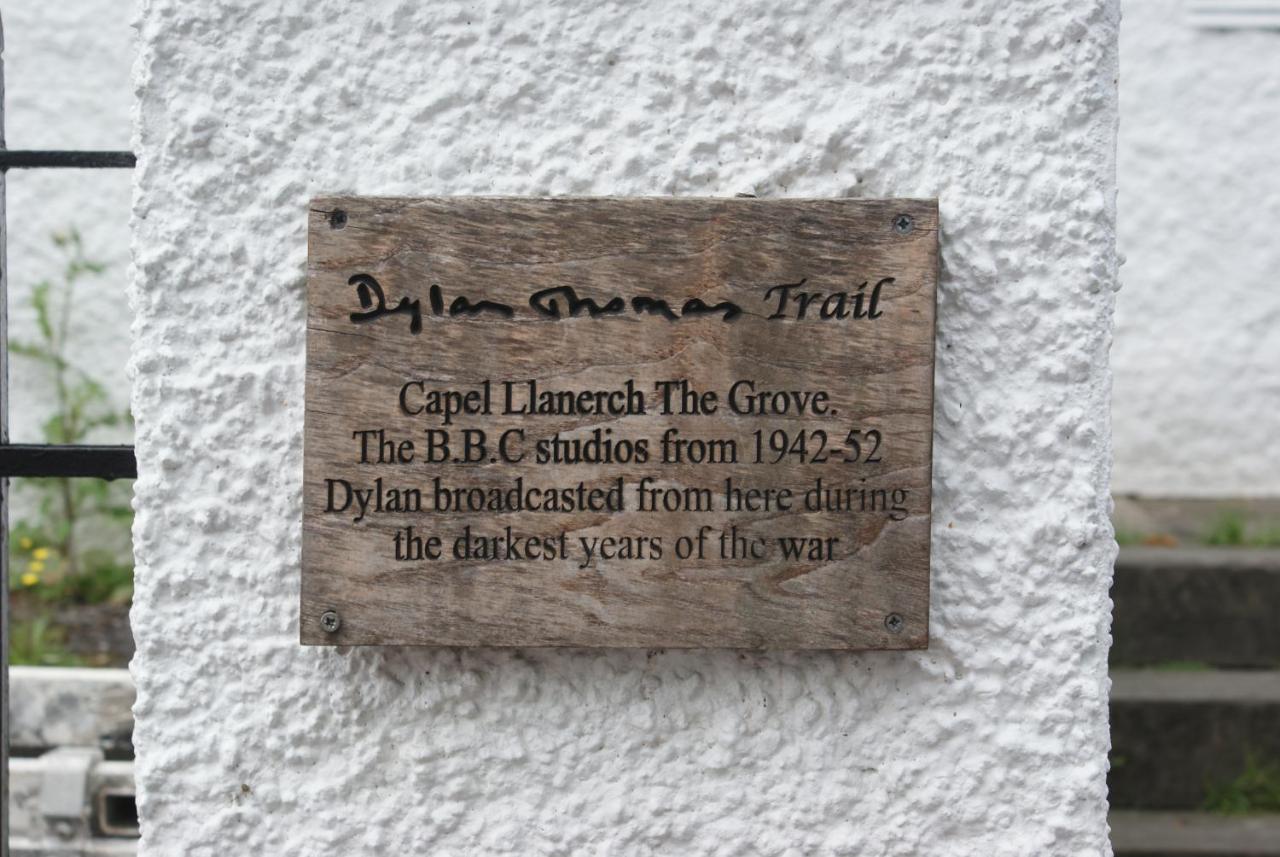 Dylan Thomas Trail
Capel Llanerch The Grove.
The B.B.C studios from 1942-52
Dylan broadcasted from here during
the darkest years of the war